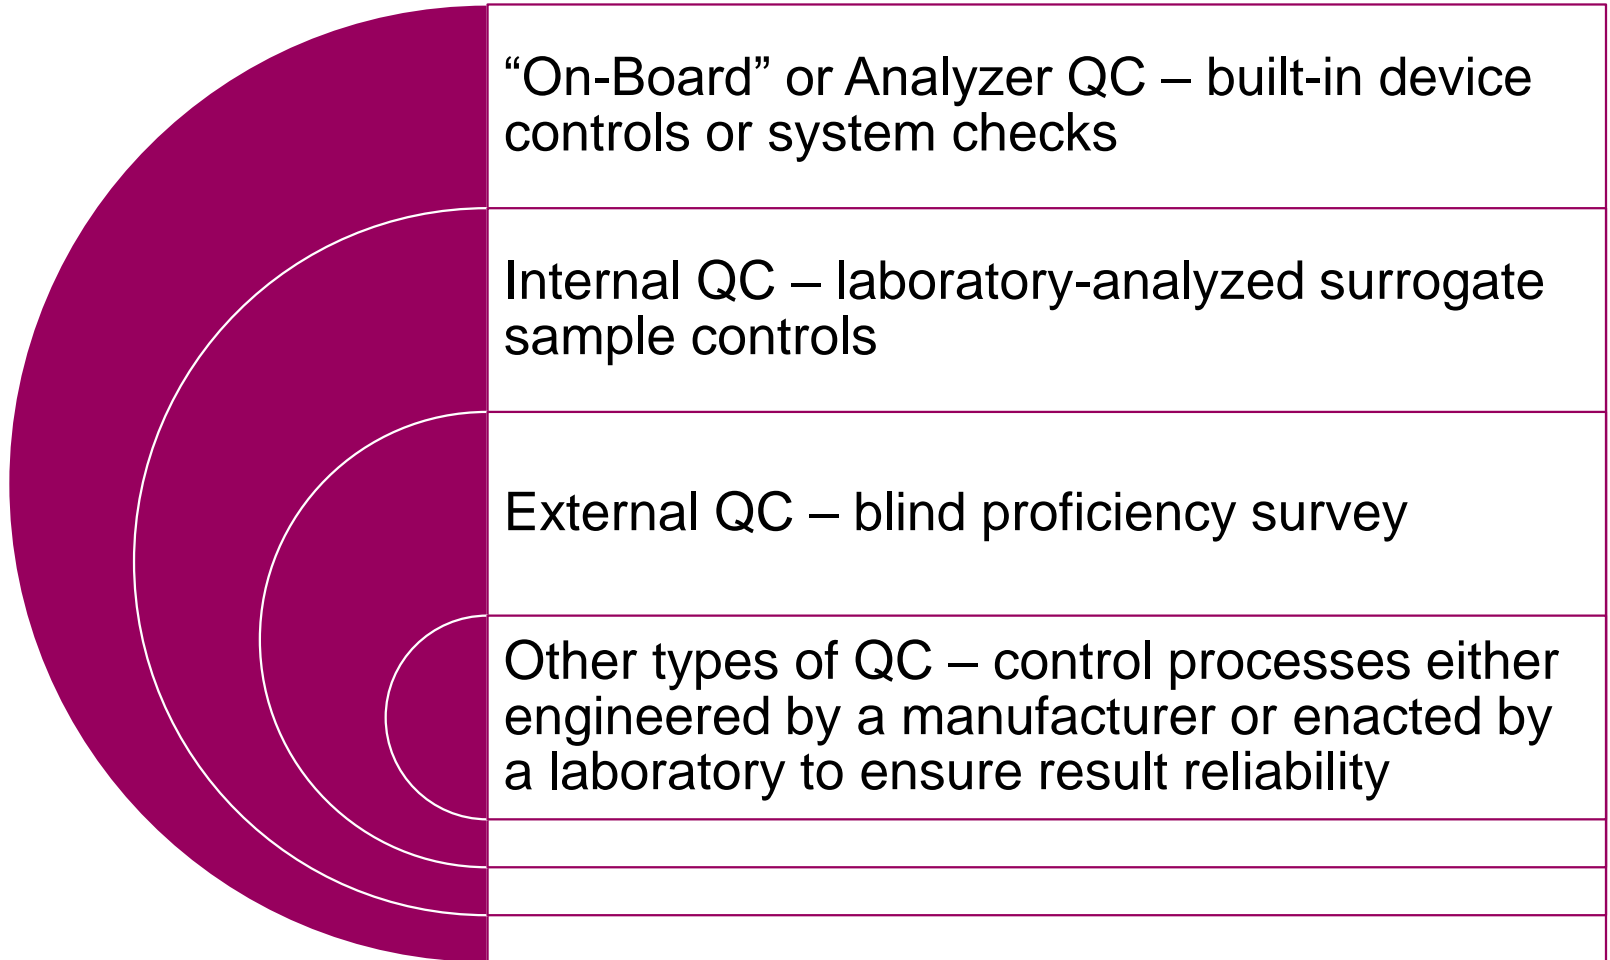 “On-Board” or Analyzer QC – built-in device
controls or system checks
Internal QC – laboratory-analyzed surrogate
sample controls
External QC – blind proficiency survey
Other types of QC – control processes either
engineered by a manufacturer or enacted by
a laboratory to ensure result reliability